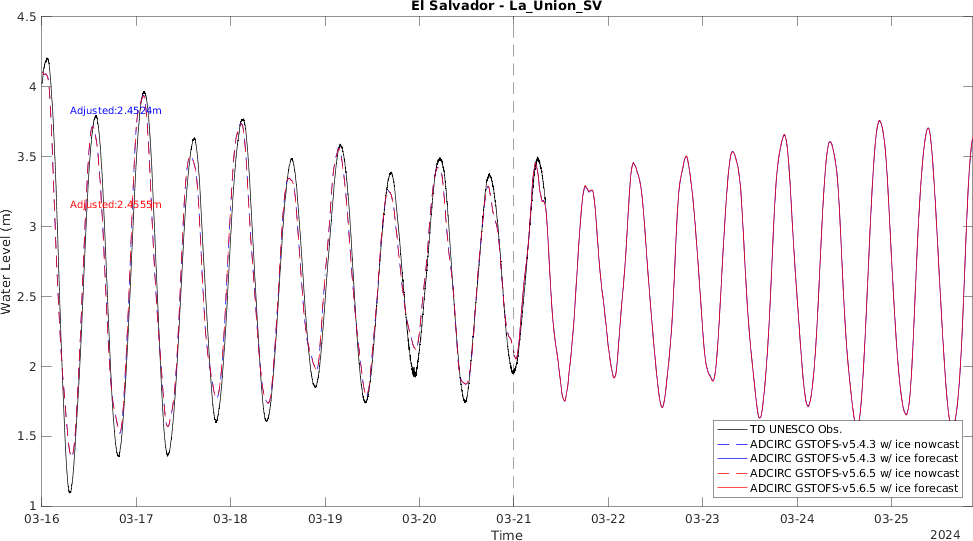 El Salvador - La_Union_SV
4.5
4
3.5
3
2.5
2
1.5
1
Water Level (m)
Adjusted:2.4524m
Adjusted:2.4555m
TD UNESCO Obs.
ADCIRC GSTOFS-v5.4.3 w/ ice nowcast
ADCIRC GSTOFS-v5.4.3 w/ ice forecast
ADCIRC GSTOFS-v5.6.5 w/ ice nowcast
ADCIRC GSTOFS-v5.6.5 w/ ice forecast
03-16 03-17 03-18 03-19 03-20 03-21 03-22 03-23 03-24 03-25
Time
2024